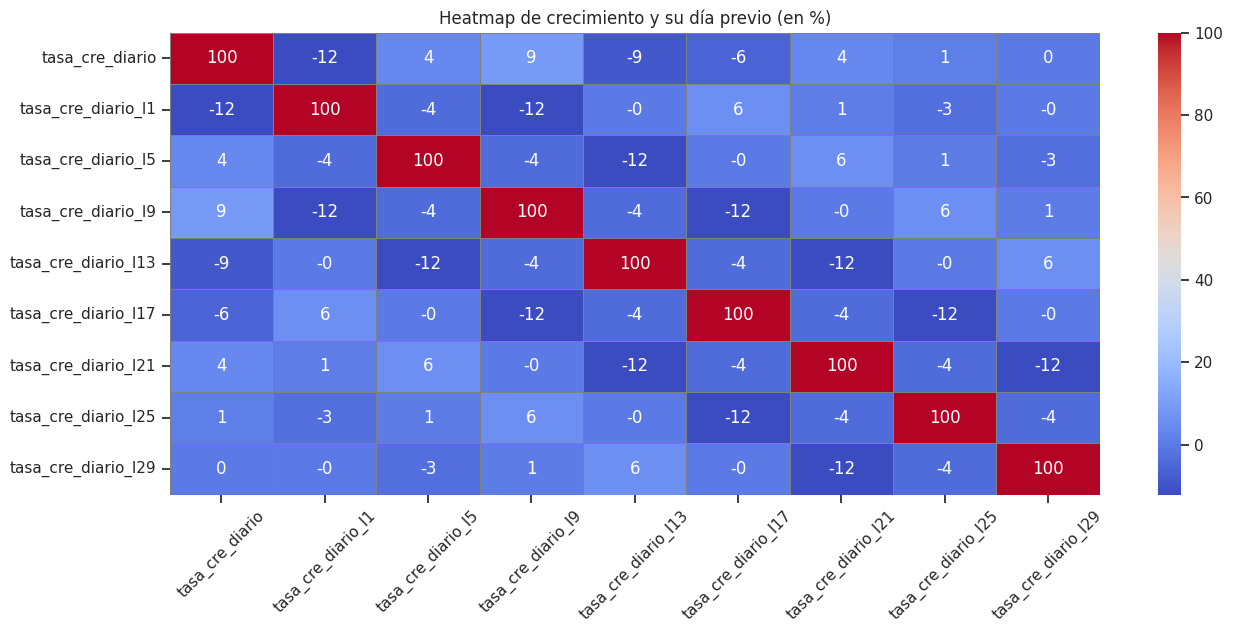 Heatmap de crecimiento y su día previo (en %)
tasa_cre_diario 100 -12 4 9 -9 -6 4 1 0
tasa_cre_diario_l1 -12 100 -4 -12 -0 6 1 -3 -0
tasa_cre_diario_l5 4 -4 100 -4 -12 -0 6 1 -3
tasa_cre_diario_l9 9 -12 -4 100 -4 -12 -0 6 1
tasa_cre_diario_l13 -9 -0 -12 -4 100 -4 -12 -0 6
tasa_cre_diario_l17 -6 6 -0 -12 -4 100 -4 -12 -0
tasa_cre_diario_l21 4 1 6 -0 -12 -4 100 -4 -12
tasa_cre_diario_l25 1 -3 1 6 -0 -12 -4 100 -4
tasa_cre_diario_l29 0 -0 -3 1 6 -0 -12 -4 100
tasa_cre_diario
tasa_cre_diario_l1
tasa_cre_diario_l5
tasa_cre_diario_l9
tasa_cre_diario_l13
tasa_cre_diario_l17
tasa_cre_diario_l21
tasa_cre_diario_l25
tasa_cre_diario_l29
100
80
60
40
20
0